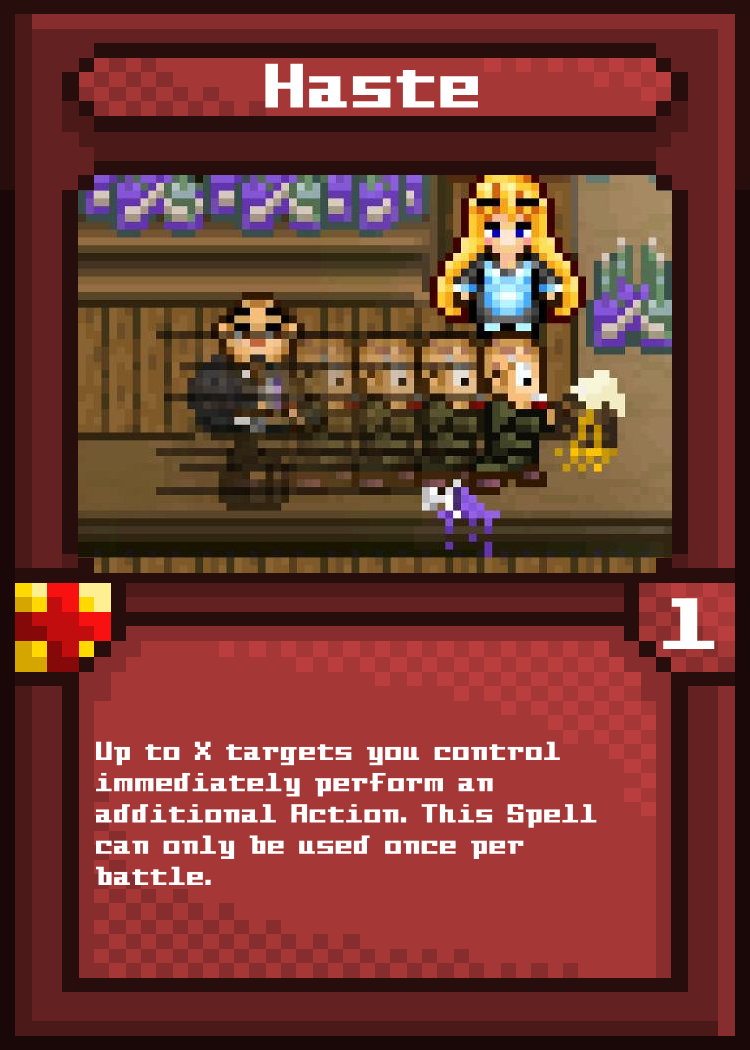 Haste
1
Up to X targets you control
immediately perform an
additional Action. This Spell
can only be used once per
battle.